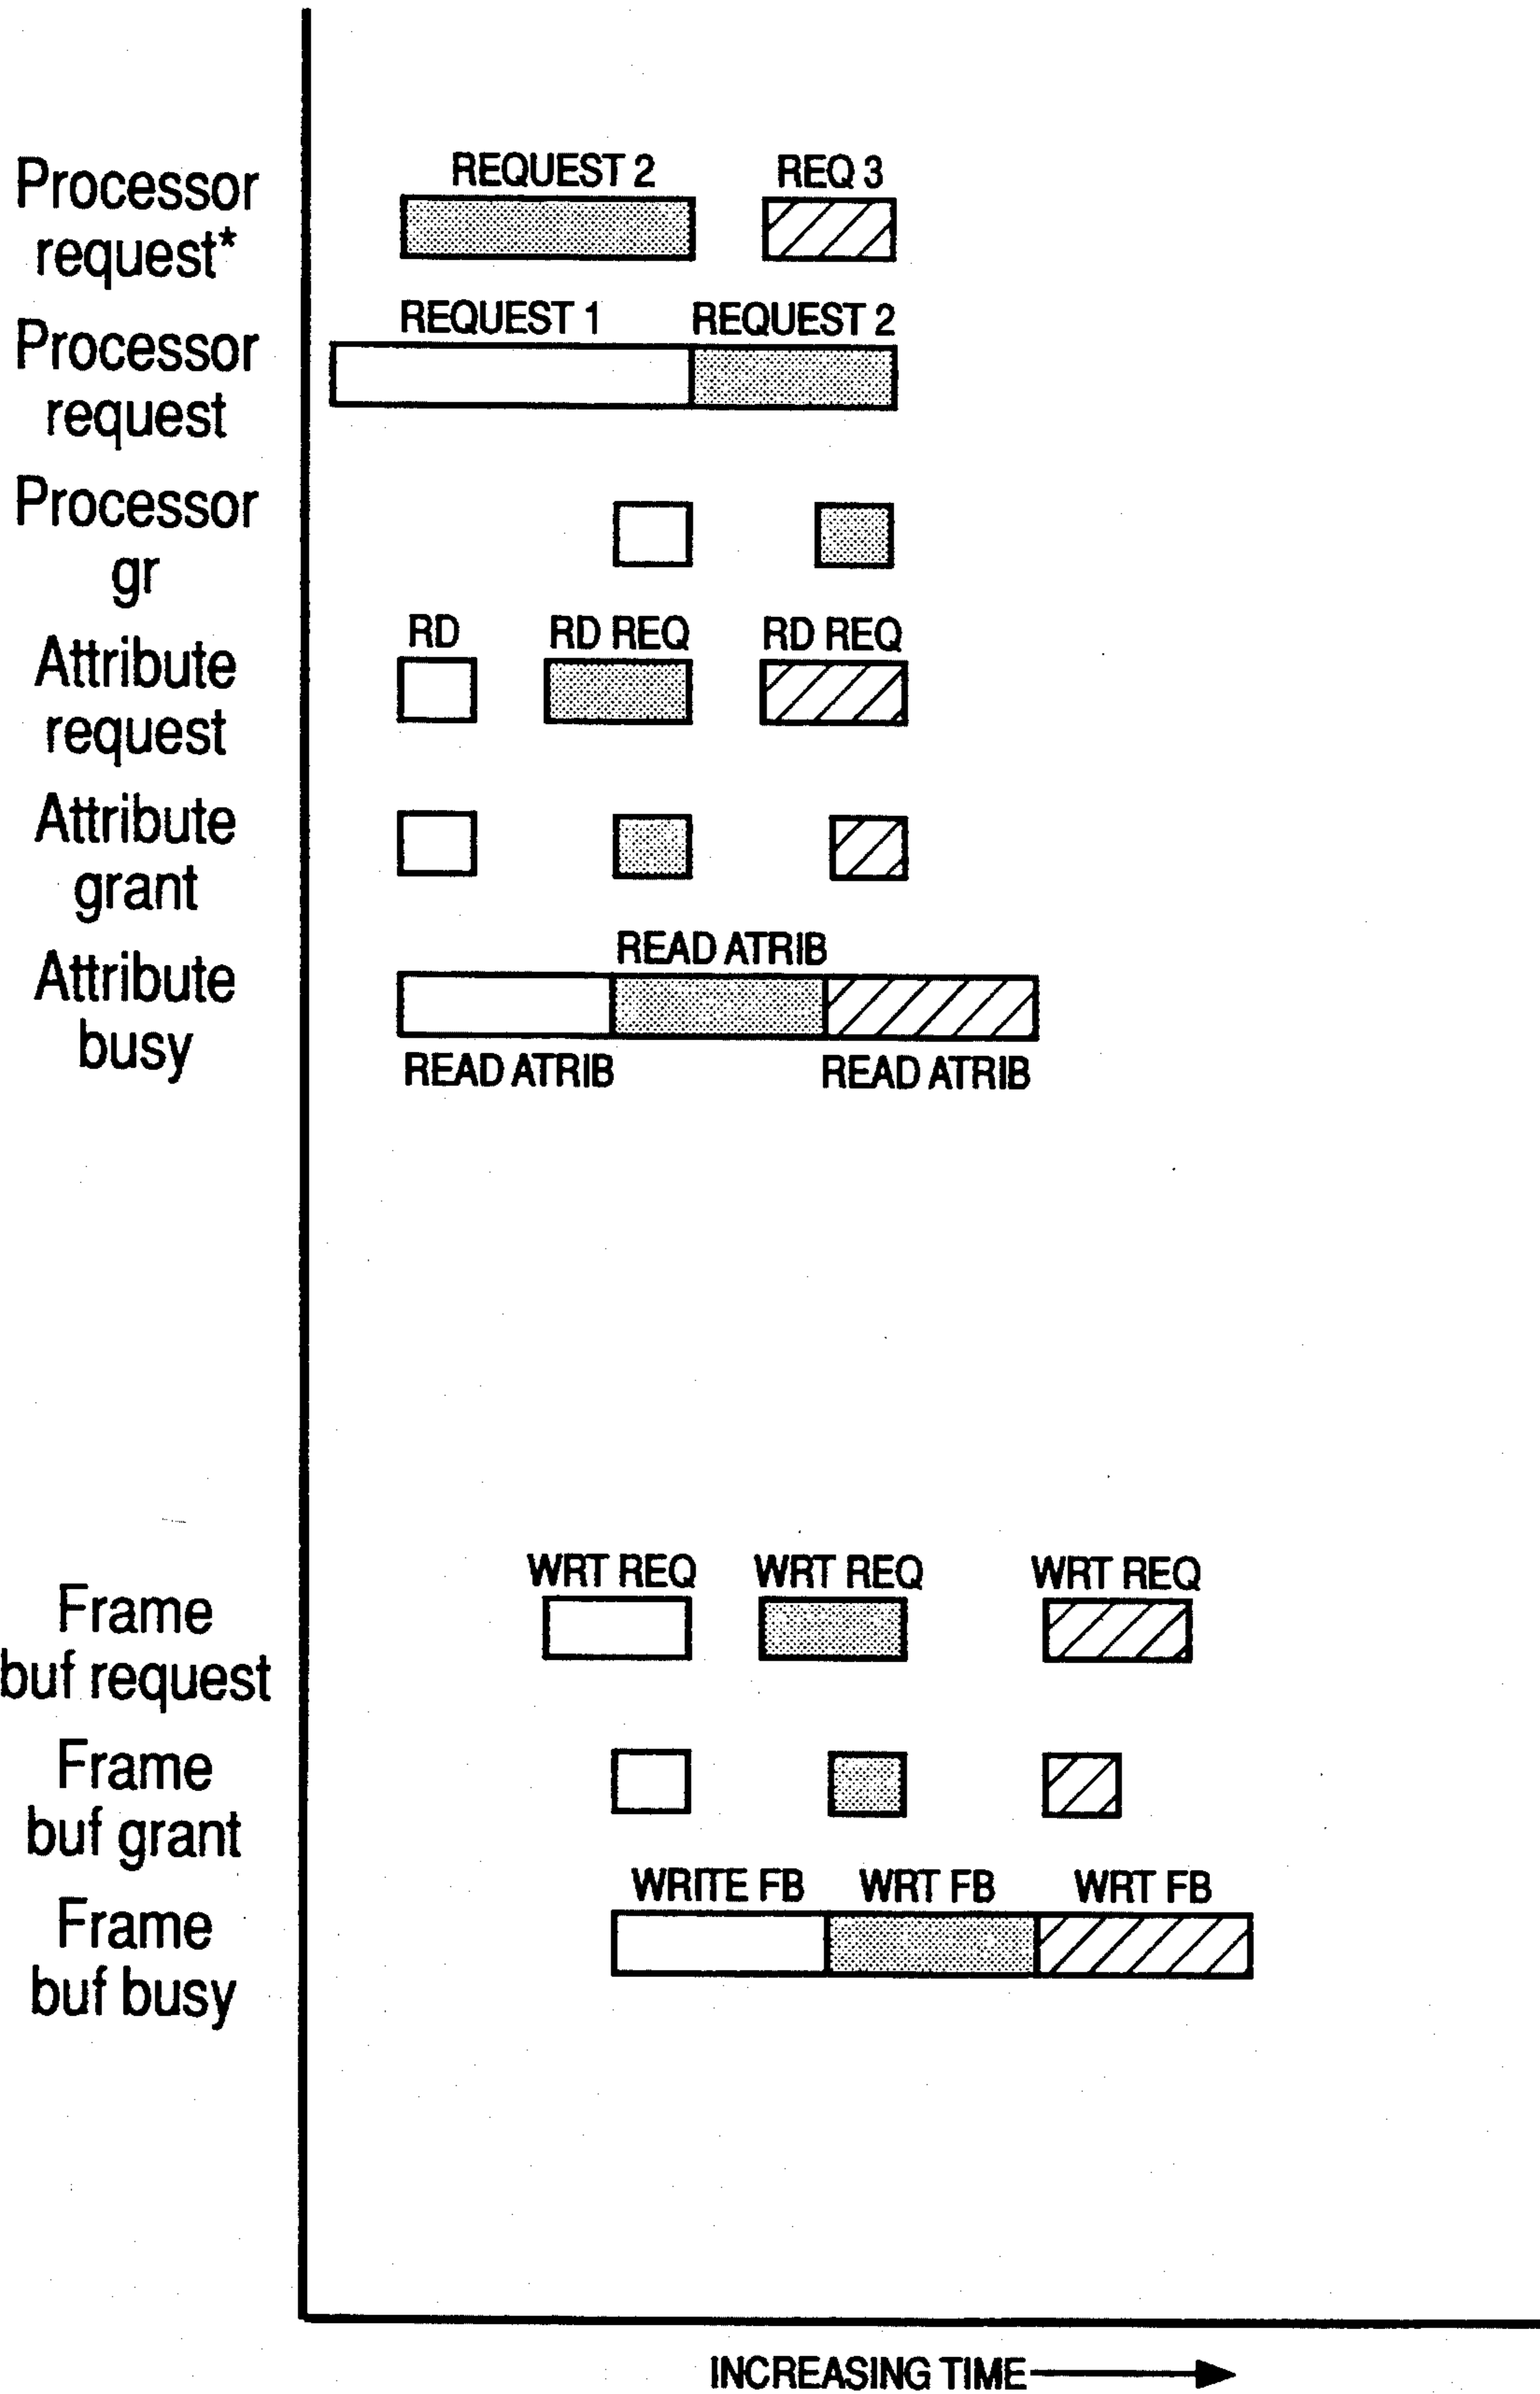 REQUEST 2 REQ 3
Processor
request*
REQUEST 1 REQUEST 2
Processor
request
Processor
gr
RD RD REQ RD REQ
Attribute
request
Attribute
grant
READ ATRIB
Attribute
busy
READ ATRIB READ ATRIB
WRT REQ WRT REQ WRT REQ
Frame
buf request
Frame
buf grant
WRITE FB WRT FB WRT FB
Frame
buf busy
INCREASING TIME